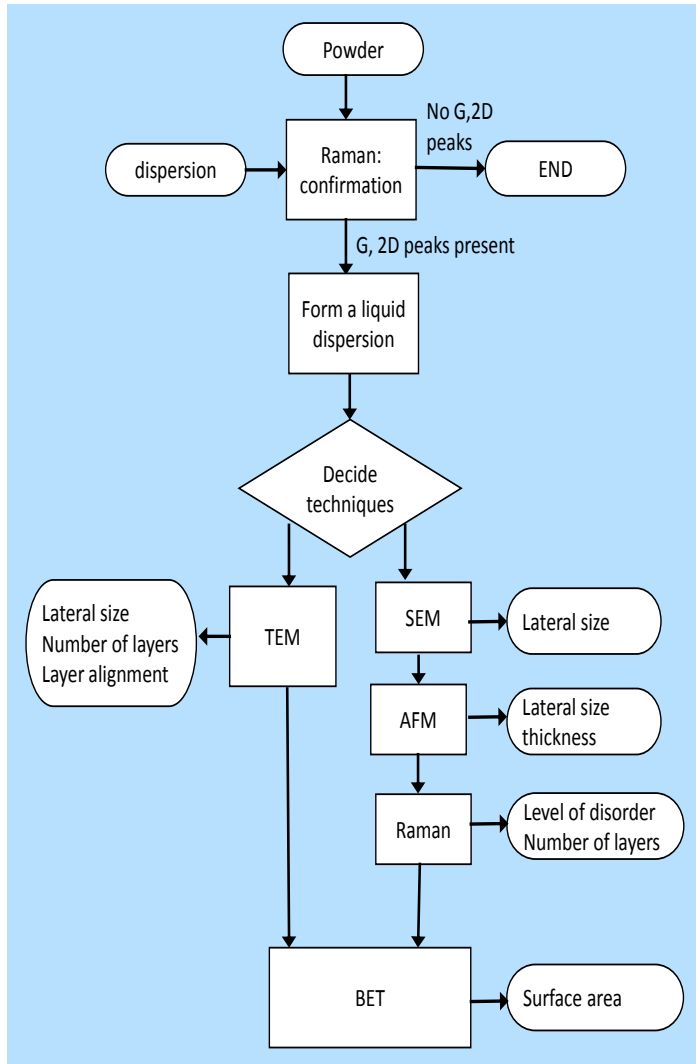 Powder
No G,2D
peaks
dispersion
Raman:
confirmation
END
G, 2D peaks present
Form a liquid
dispersion
Decide
techniques
Lateral size
Number of layers
Layer alignment
TEM
SEM
Lateral size
AFM
Lateral size
thickness
Raman
Level of disorder
Number of layers
BET
Surface area